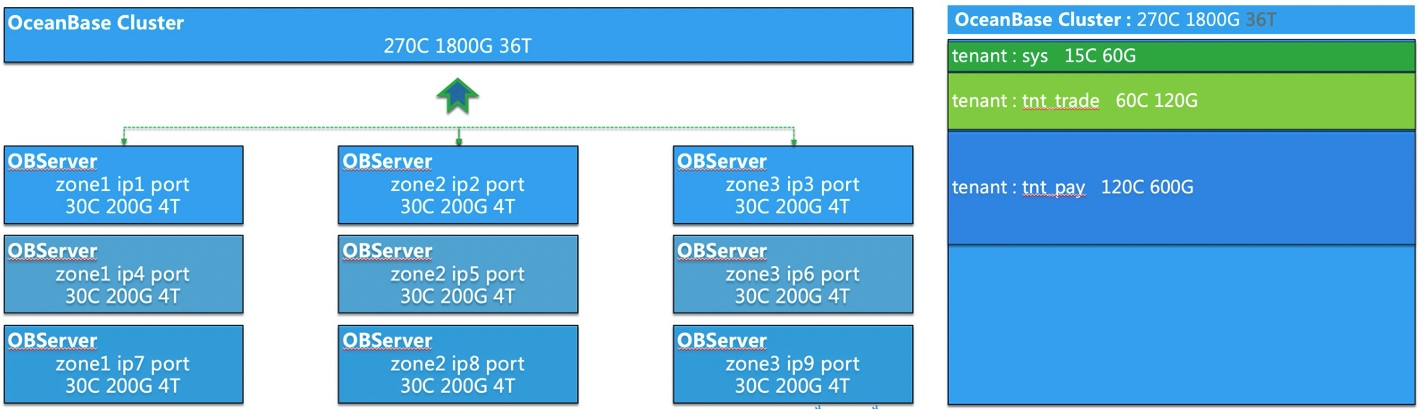 OceanBase Cluster
270C 1800G 36T
OBServer
zone1 ip1 port
30C 200G 4T
OBServer
zone2 ip2 port
30C 200G 4T
OBServer
zone3 ip3 port
30C 200G 4T
OBServer
zone1 ip4 port
30C 200G 4T
OBServer
zone2 ip5 port
30C 200G 4T
OBServer
zone3 ip6 port
30C 200G 4T
OBServer
zone1 ip7 port
30C 200G 4T
OBServer
zone2 ip8 port
30C 200G 4T
OBServer
zone3 ip9 port
30C 200G 4T
OceanBase Cluster : 270C 1800G 36T
tenant : sys 15C 60G
tenant : tnt_trade 60C 120G
tenant : tnt_pay 120C 600G